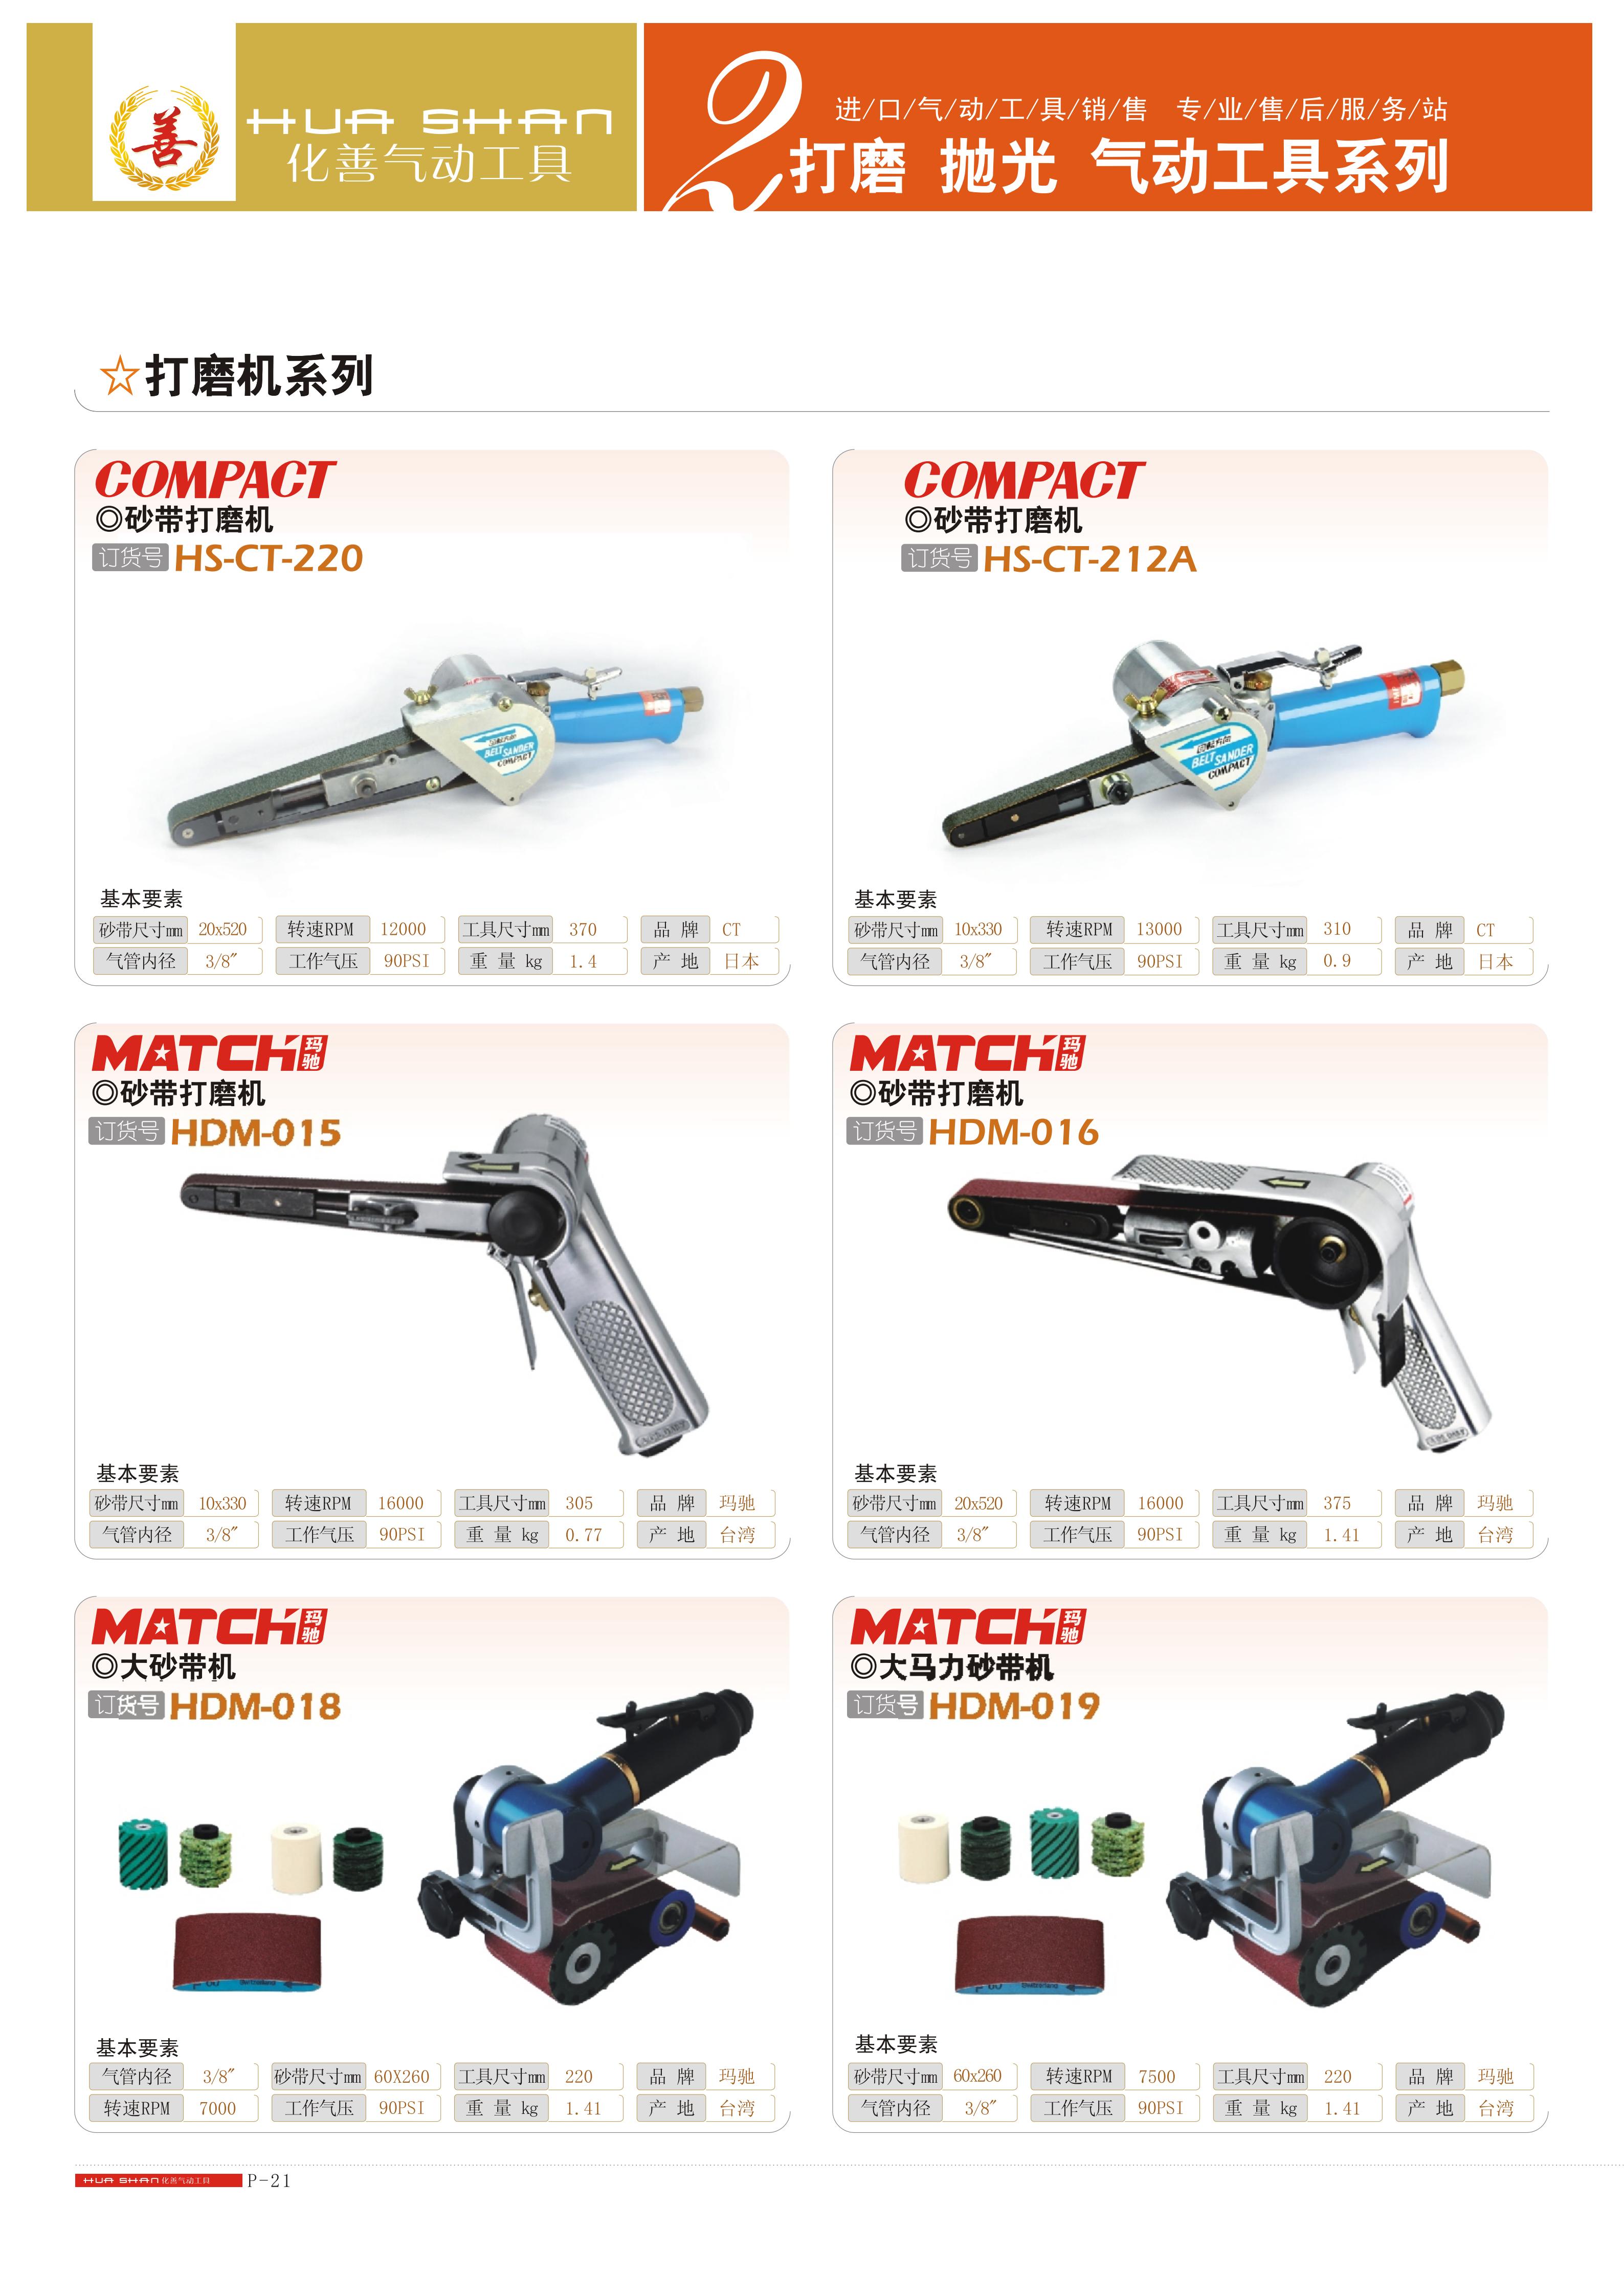 善
HUA SHAN
化善气动工具
2
进/口/气/动/工/具/销/售 专/业/售/后/服/务/站
打磨 抛光 气动工具系列
☆打磨机系列
COMPACT
◎砂带打磨机
订货号 HS-CT-220
BELT SANDER
COMPACT
基本要素
砂带尺寸mm 20x520 转速RPM 12000 工具尺寸mm 370 品 牌 CT
气管内径 3/8″ 工作气压 90PSI 重 量 kg 1.4 产 地 日本
COMPACT
◎砂带打磨机
订货号 HS-CT-212A
BELT SANDER
COMPACT
基本要素
砂带尺寸mm 10x330 转速RPM 13000 工具尺寸mm 310 品 牌 CT
气管内径 3/8″ 工作气压 90PSI 重 量 kg 0.9 产 地 日本
MATCH 玛驰
◎砂带打磨机
订货号 HDM-015
基本要素
砂带尺寸mm 10x330 转速RPM 16000 工具尺寸mm 305 品 牌 玛驰
气管内径 3/8″ 工作气压 90PSI 重 量 kg 0.77 产 地 台湾
MATCH 玛驰
◎砂带打磨机
订货号 HDM-016
基本要素
砂带尺寸mm 20x520 转速RPM 16000 工具尺寸mm 375 品 牌 玛驰
气管内径 3/8″ 工作气压 90PSI 重 量 kg 1.41 产 地 台湾
MATCH 玛驰
◎大砂带机
订货号 HDM-018
基本要素
气管内径 3/8″ 砂带尺寸mm 60X260 工具尺寸mm 220 品 牌 玛驰
转速RPM 7000 工作气压 90PSI 重 量 kg 1.41 产 地 台湾
MATCH 玛驰
◎大马力砂带机
订货号 HDM-019
基本要素
砂带尺寸mm 60x260 转速RPM 7500 工具尺寸mm 220 品 牌 玛驰
气管内径 3/8″ 工作气压 90PSI 重 量 kg 1.41 产 地 台湾
HUA SHAN 化善气动工具 P-21